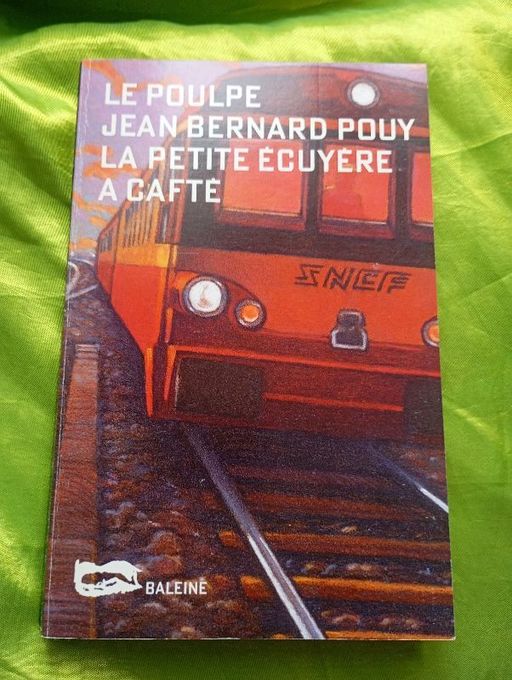 LE POULPE
JEAN BERNARD POUY
LA PETITE ÉCUYÈRE
A CAFTÉ
SNCF
BALEINE